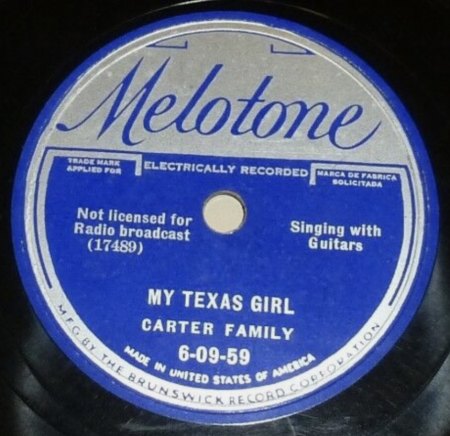 Melotone
TRADE MARK
APPLIED FOR
ELECTRICALLY RECORDED
MARCA DE FABRICA
SOLICITADA
Not licensed for
Radio broadcast
(17489)
Singing with
Guitars
MY TEXAS GIRL
CARTER FAMILY
6-09-59
MADE IN UNITED STATES OF AMERICA
MFG. BY THE BRUNSWICK RECORD CORPORATION